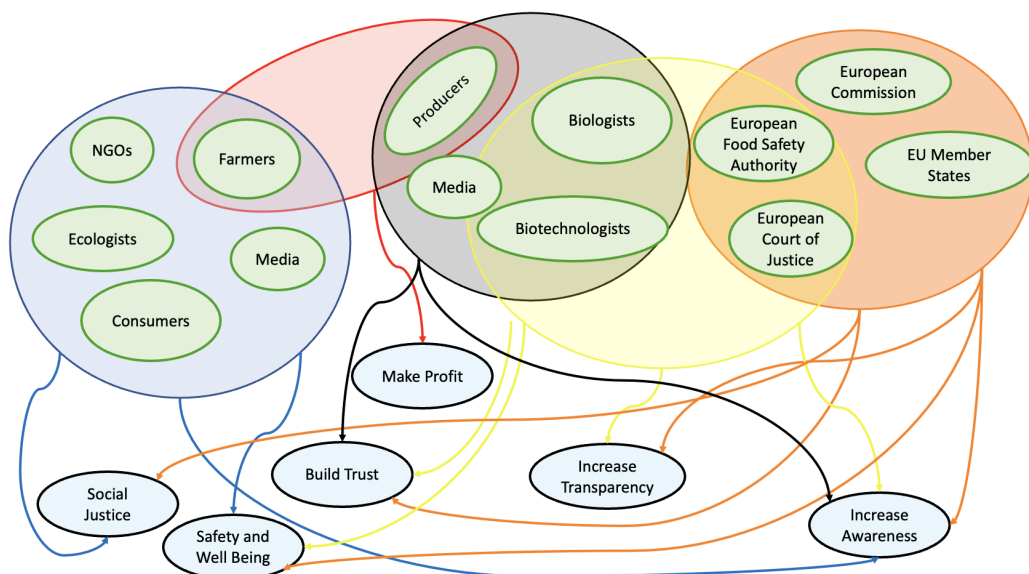 NGOs
Farmers
Ecologists
Media
Consumers
Producers
Media
Biologists
Biotechnologists
European
Food Safety
Authority
European
Court of
Justice
European
Commission
EU Member
States
Make Profit
Build Trust
Increase
Transparency
Social
Justice
Safety and
Well Being
Increase
Awareness